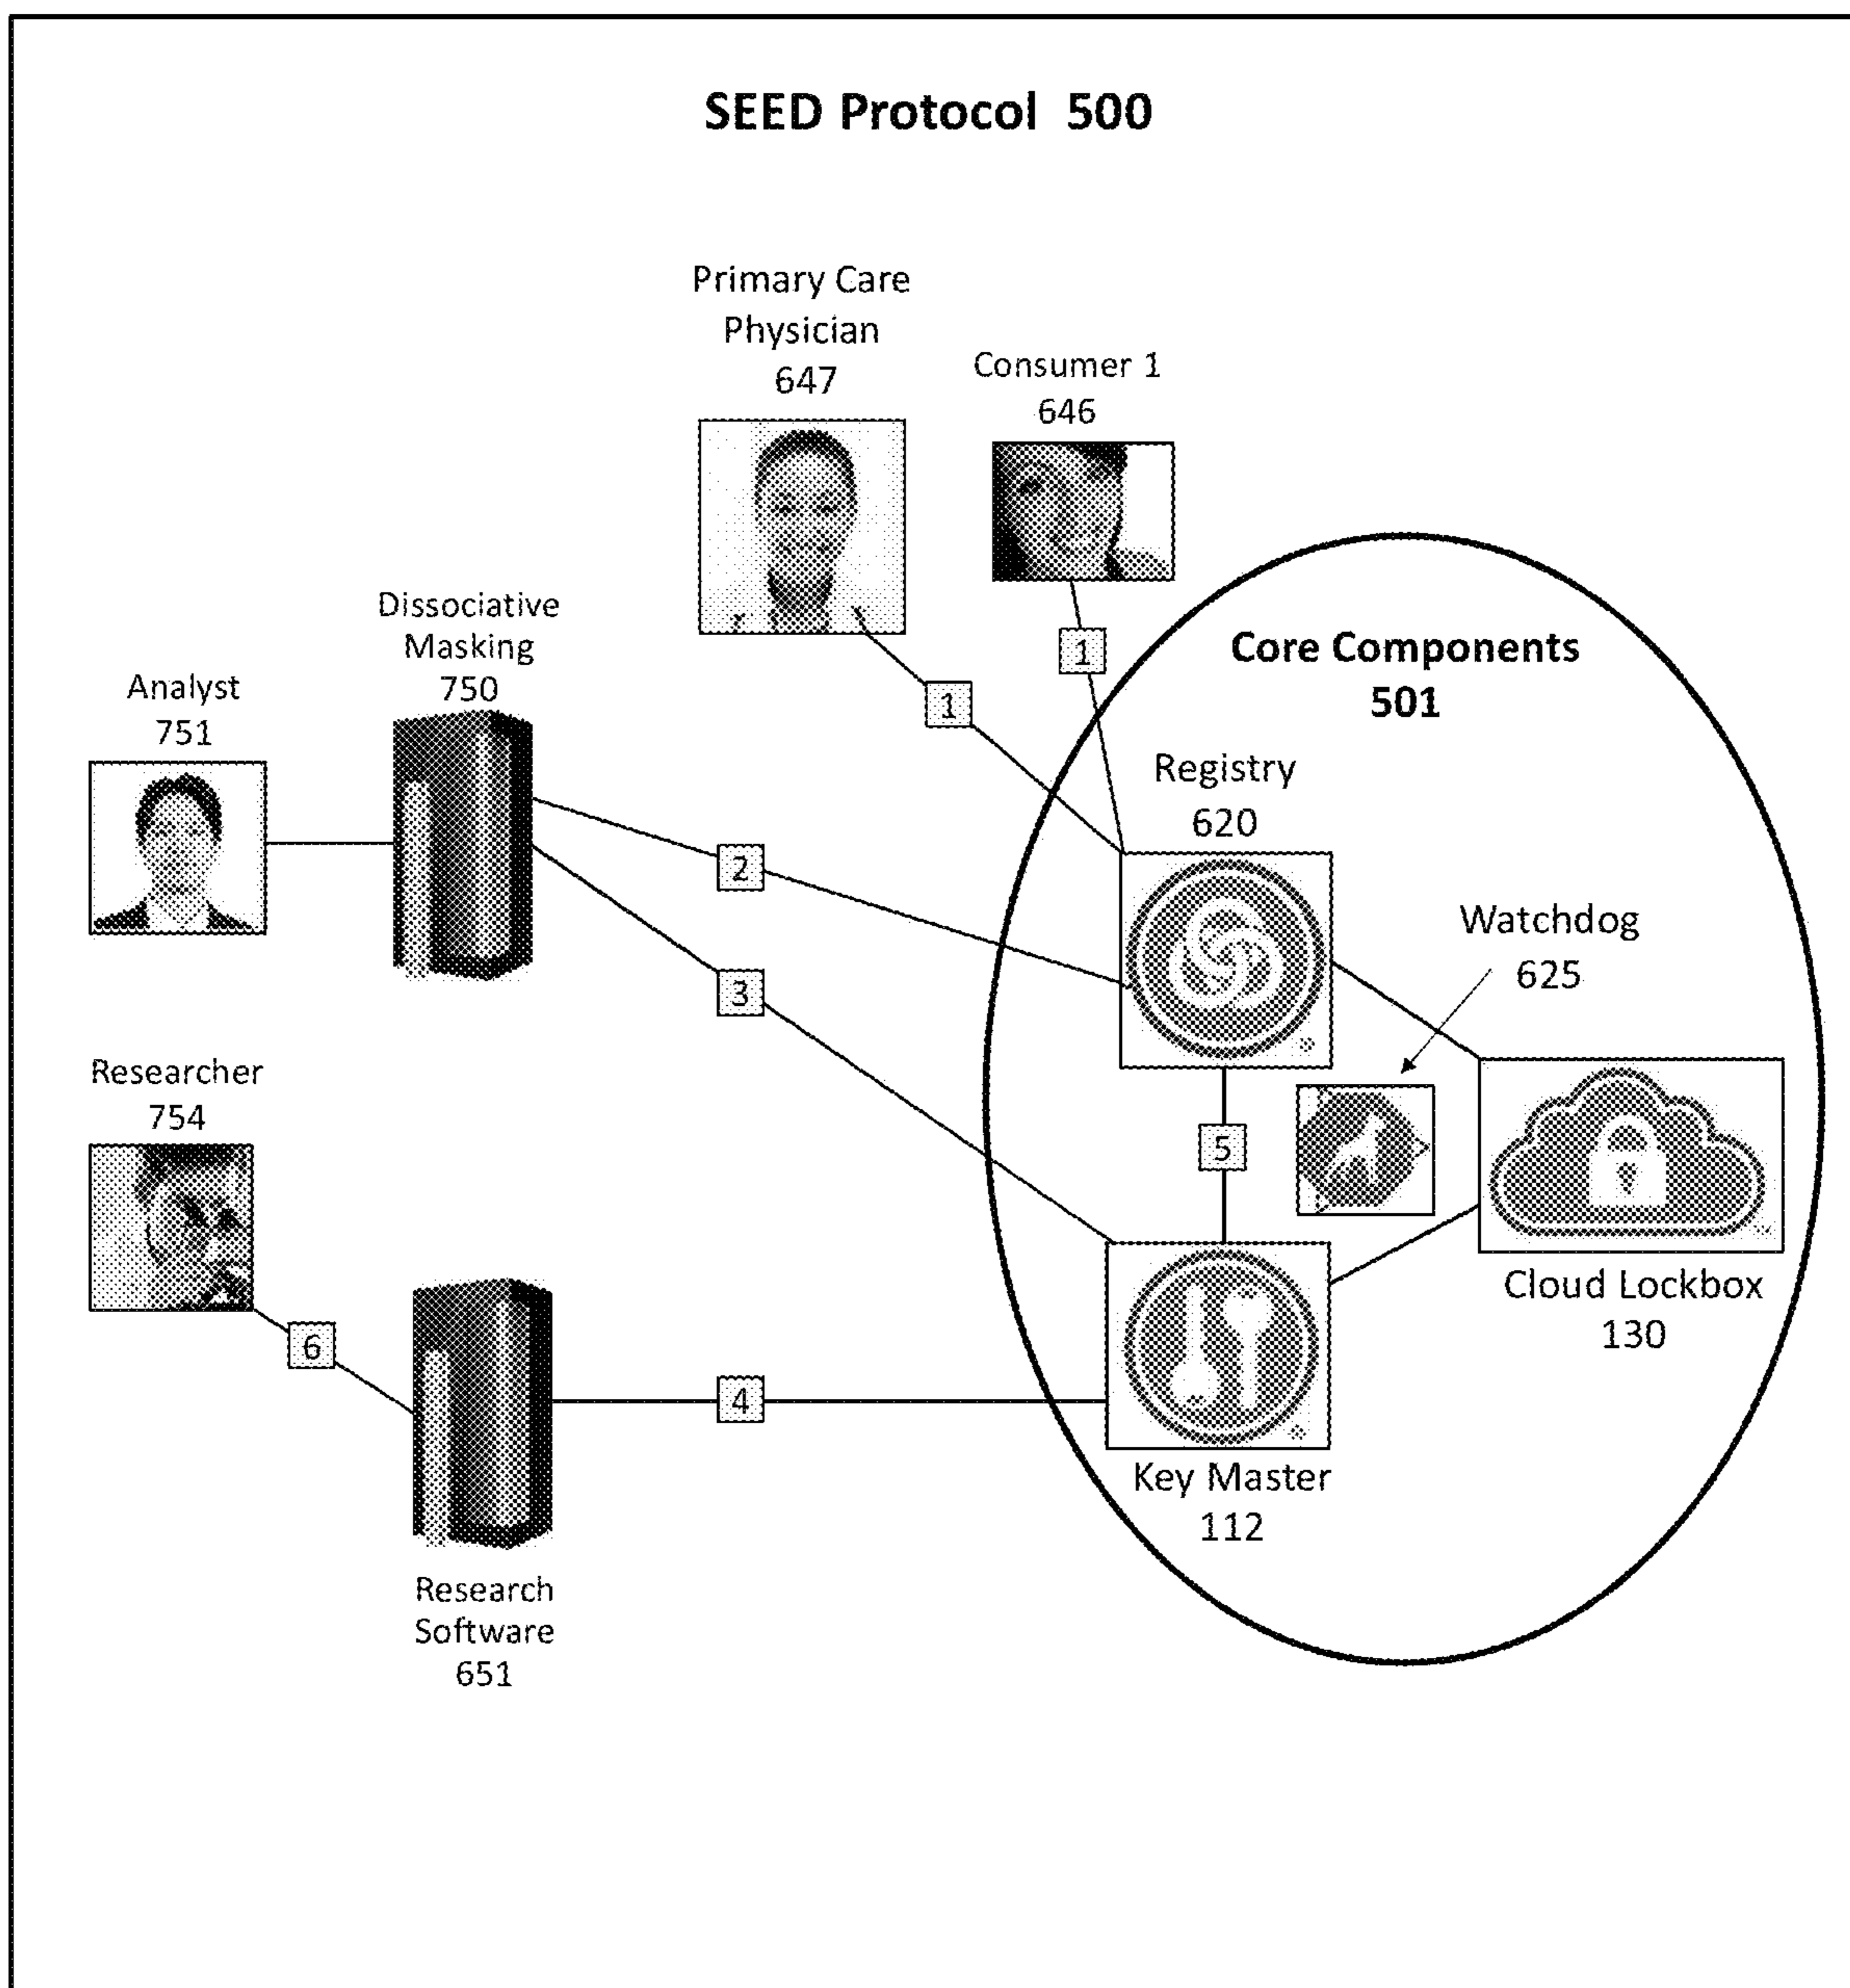 SEED Protocol 500
Primary Care
Physician
647
Consumer 1
646
Dissociative
Masking
750
Analyst
751
1
1
Core Components
501
Registry
620
2
3
Watchdog
625
Researcher
754
5
6
4
Cloud Lockbox
130
Key Master
112
Research
Software
651